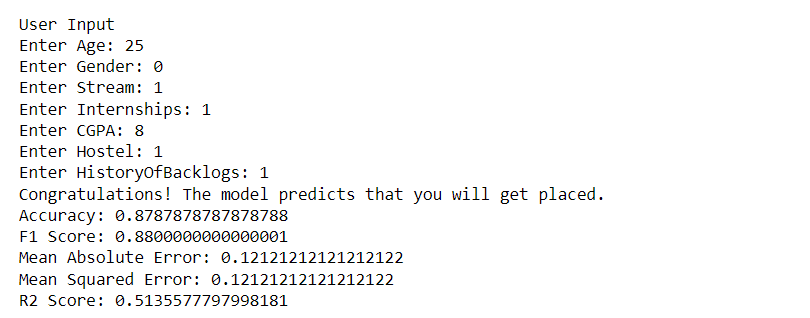 User Input
Enter Age: 25
Enter Gender: 0
Enter Stream: 1
Enter Internships: 1
Enter CGPA: 8
Enter Hostel: 1
Enter HistoryOfBacklogs: 1
Congratulations! The model predicts that you will get placed.
Accuracy: 0.8787878787878788
F1 Score: 0.8800000000000001
Mean Absolute Error: 0.12121212121212122
Mean Squared Error: 0.12121212121212122
R2 Score: 0.5135577797998181